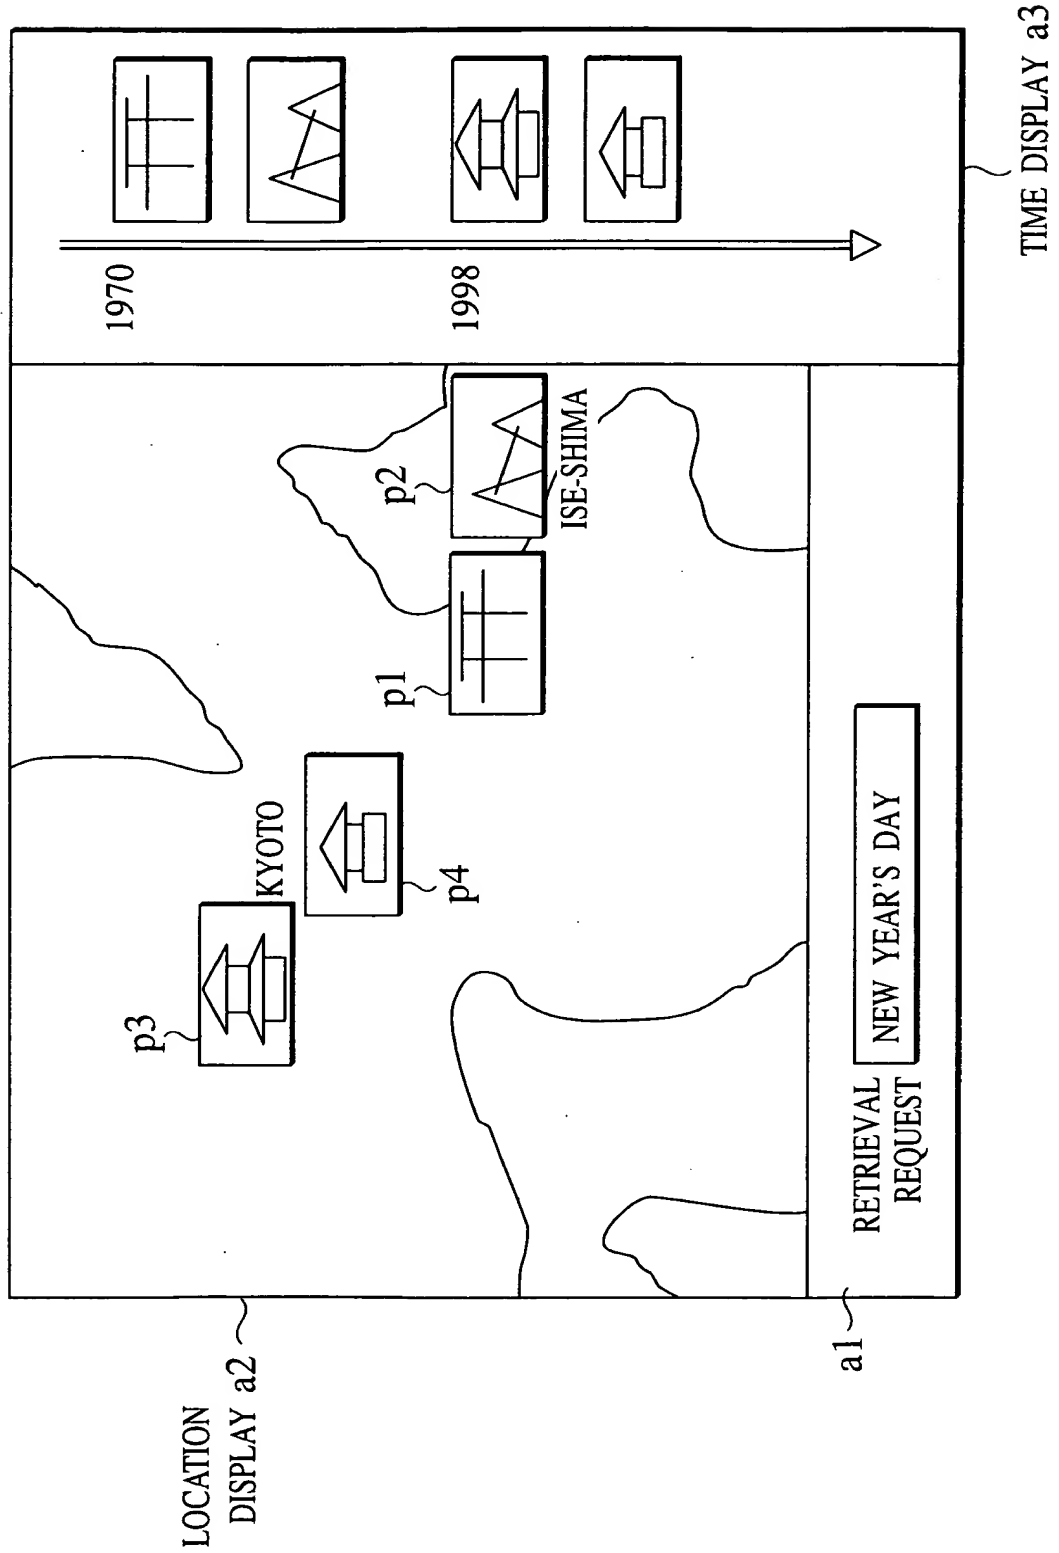 LOCATION
DISPLAY a2
p3
KYOTO
p4
p1
p2
ISE-SHIMA
1970
1998
a1
RETRIEVAL
REQUEST
NEW YEAR'S DAY
TIME DISPLAY a3